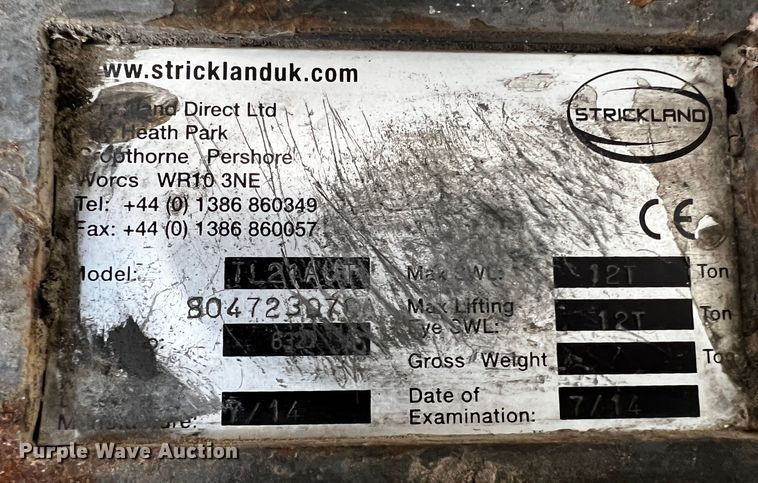 ww.stricklanduk.com
STRICKLAND
Direct Ltd
Heath Park
Pershore
Worcs WR10 3NE
Tel: +44 (0) 1386 860349
Fax: +44 (0) 1386 860057
CE
Model:
Max SWL: 12T Ton
Max Lifting
Eye SWL: 12T Ton
Gross Weight Ton
7/14
Date of
Examination: 7/14
Purple Wave Auction